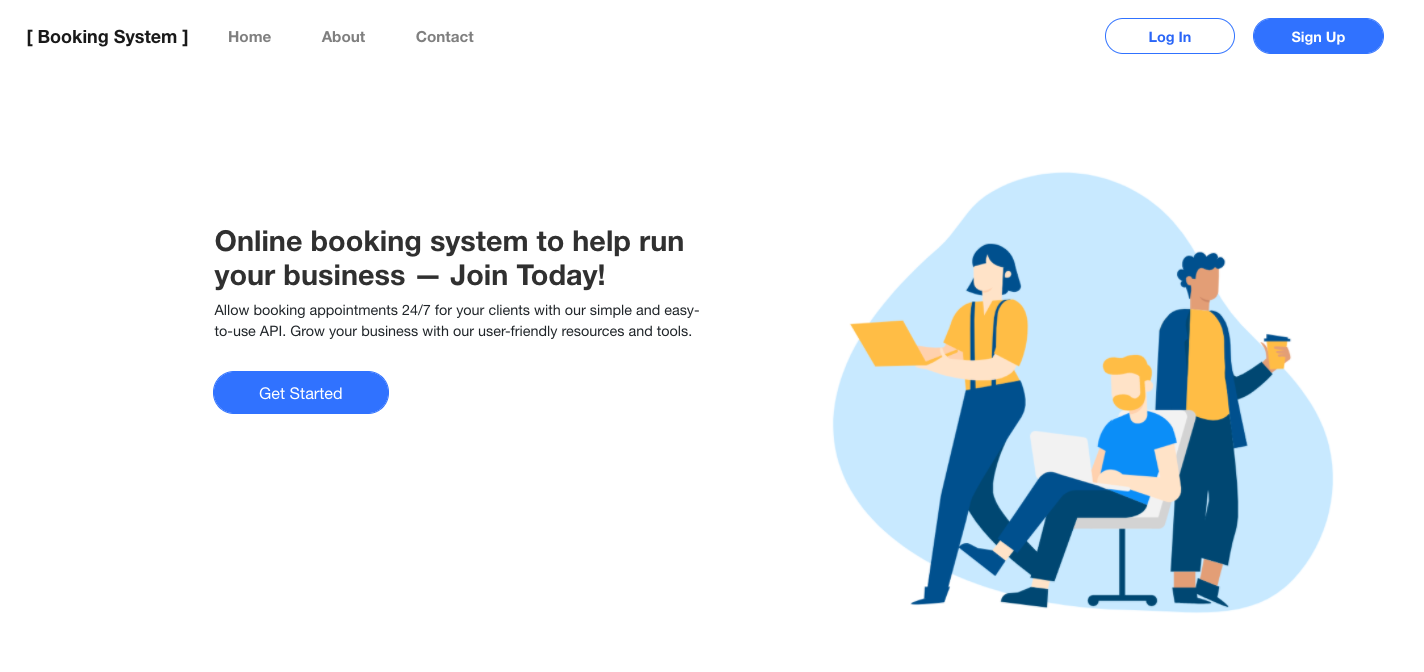 [ Booking System ] Home About Contact Log In Sign Up
Online booking system to help run
your business — Join Today!
Allow booking appointments 24/7 for your clients with our simple and easy-
to-use API. Grow your business with our user-friendly resources and tools.
Get Started